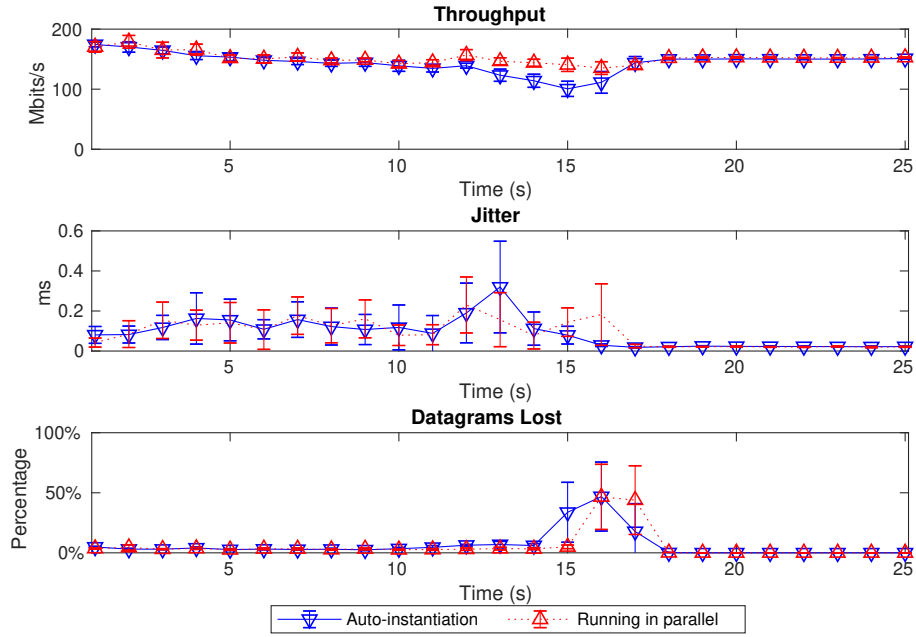 Throughput
200
100
0
Mbits/s
5
10
15
20
25
Time (s)
Jitter
0.6
0.4
0.2
0
ms
5
10
15
20
25
Time (s)
Datagrams Lost
100%
50%
0%
Percentage
5
10
15
20
25
Time (s)
Auto-instantiation
Running in parallel